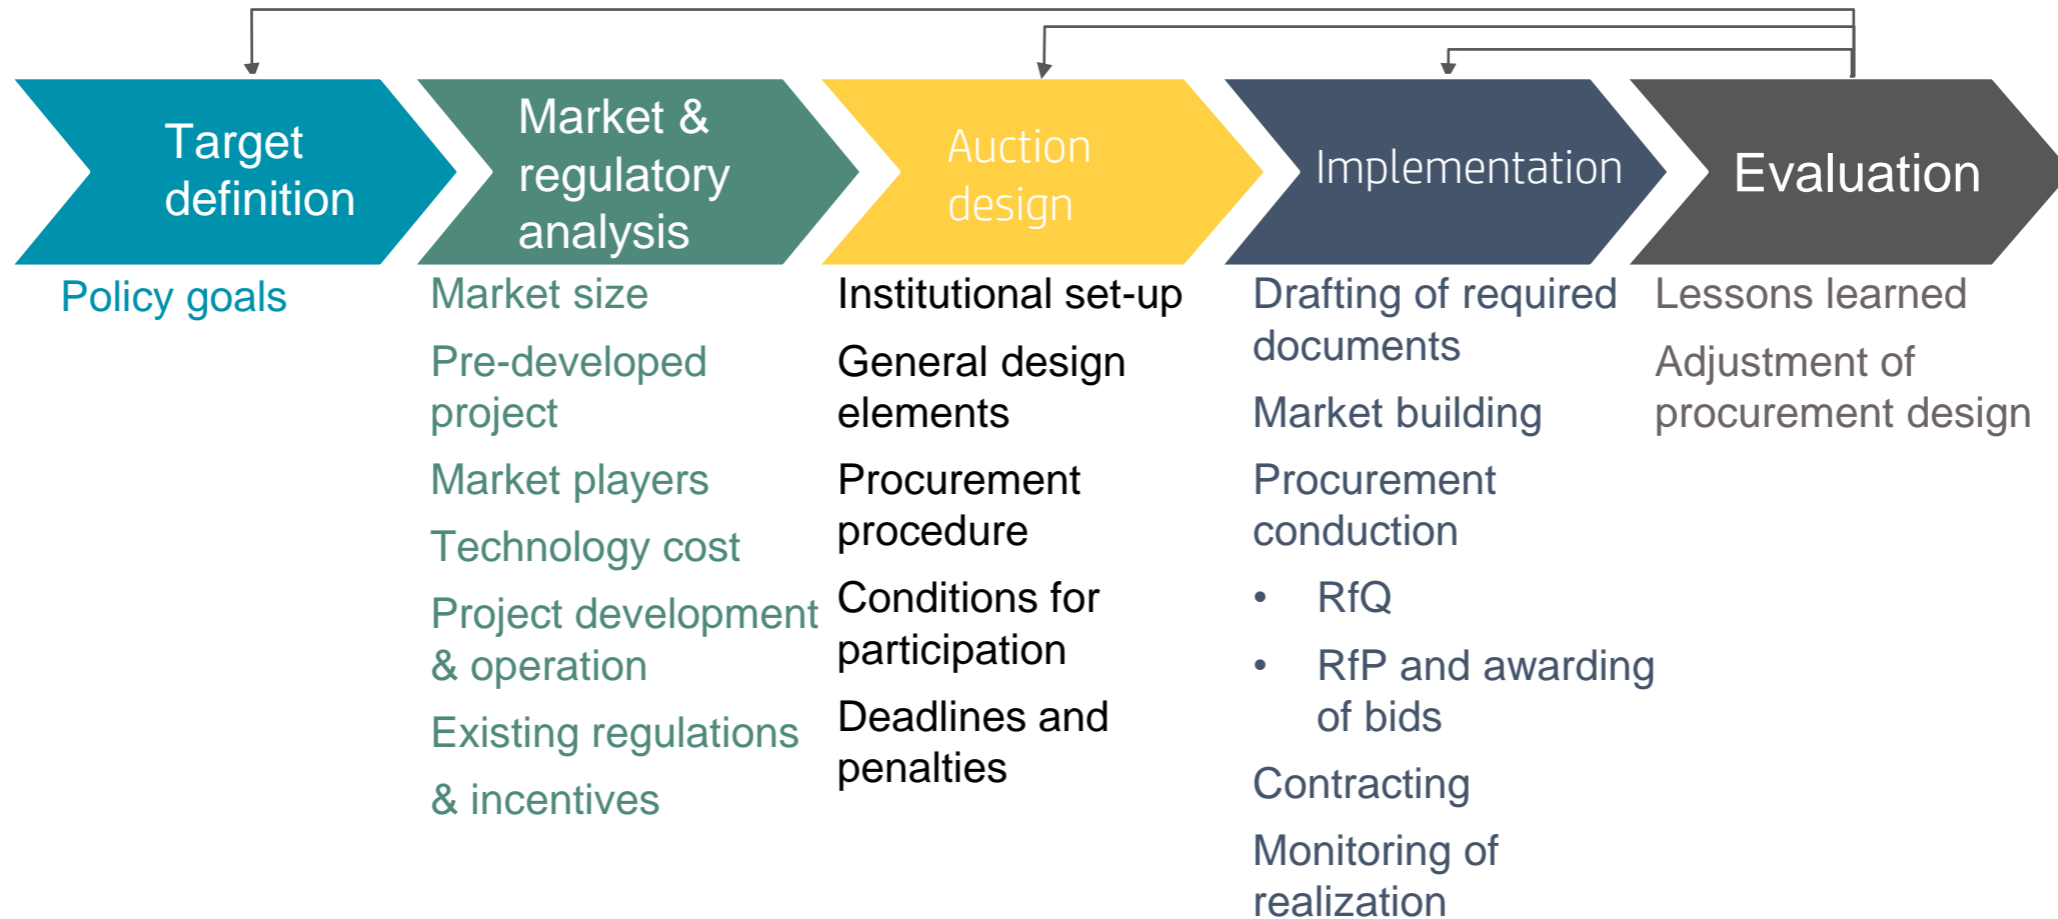 Target
definition
Market &
regulatory
analysis
Auction
design
Implementation
Evaluation
Policy goals
Market size
Pre-developed
project
Market players
Technology cost
Project development
& operation
Existing regulations
& incentives
Institutional set-up
General design
elements
Procurement
procedure
Conditions for
participation
Deadlines and
penalties
Drafting of required
documents
Market building
Procurement
conduction
• RfQ
• RfP and awarding
of bids
Contracting
Monitoring of
realization
Lessons learned
Adjustment of
procurement design